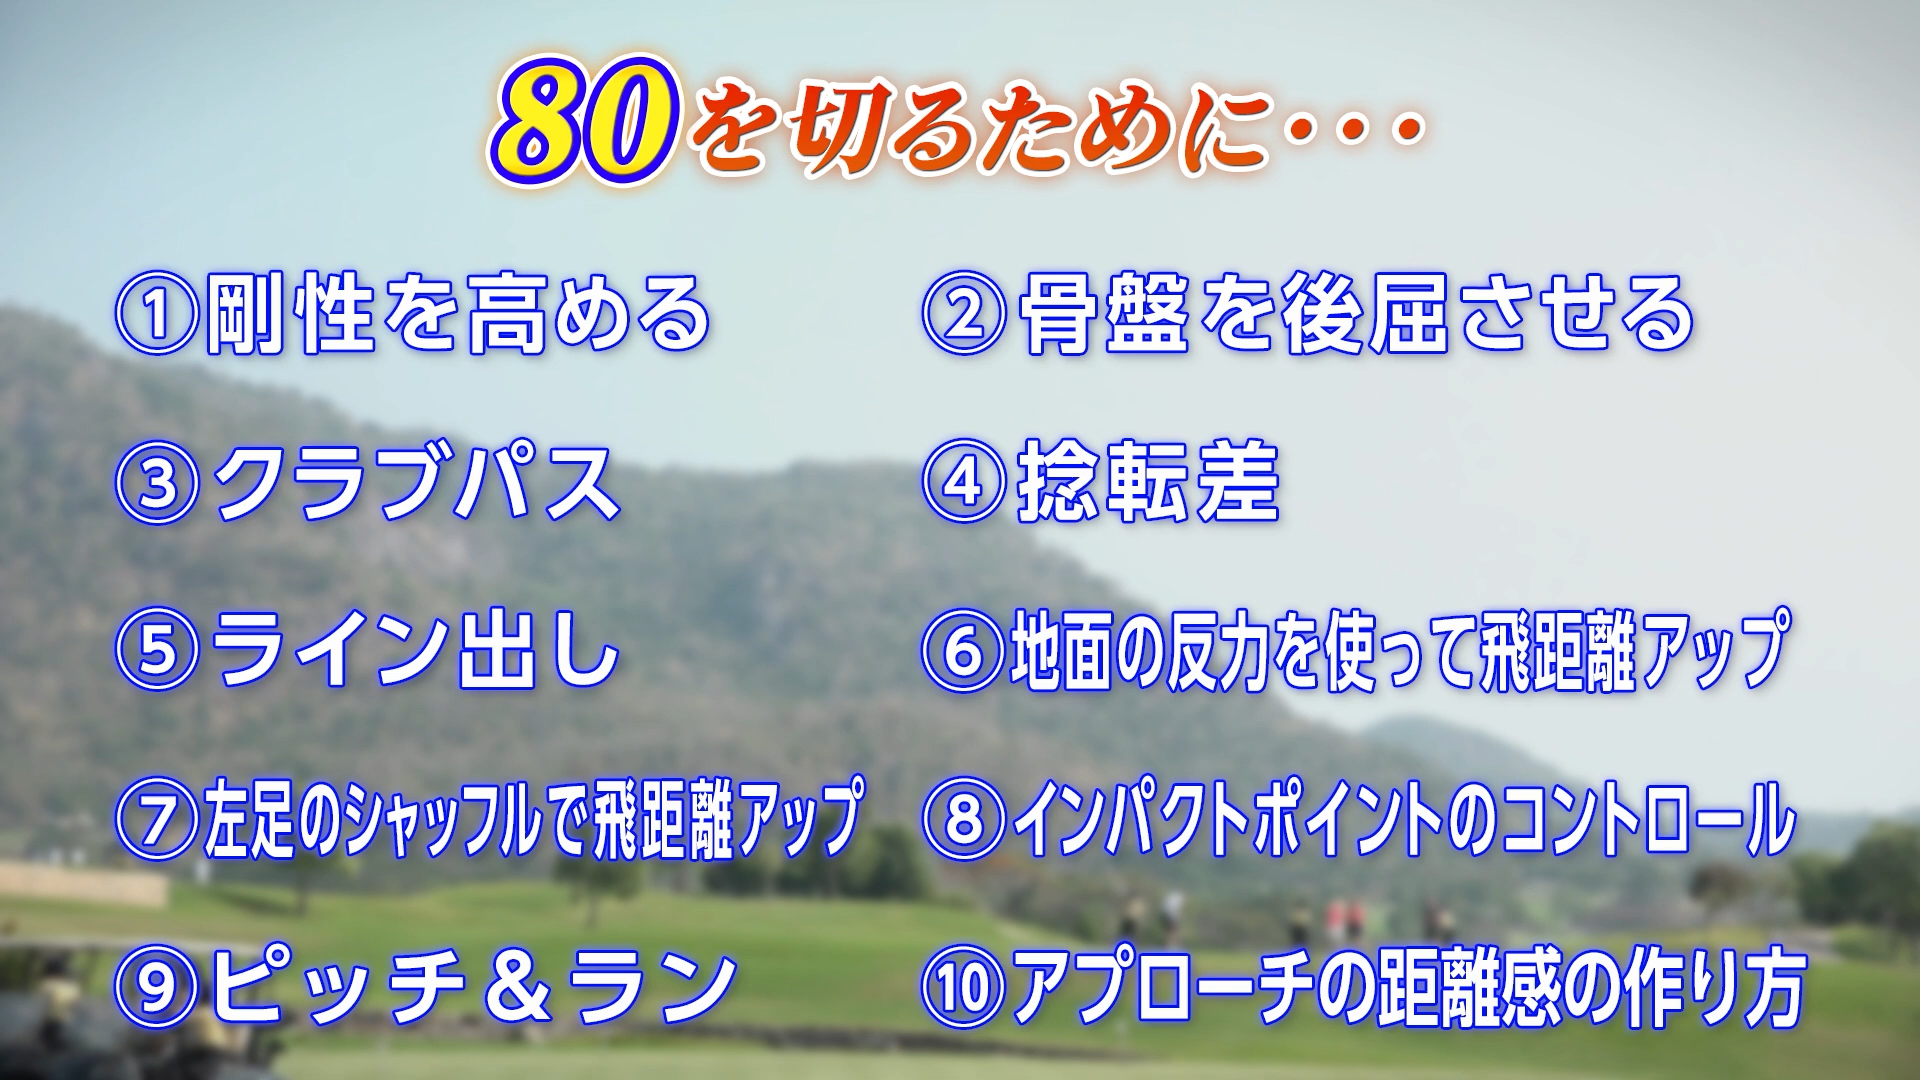 80を切るために･･･
①剛性を高める
②骨盤を後屈させる
③クラブパス
④捻転差
⑤ライン出し
⑥地面の反力を使って飛距離アップ
⑦左足のシャッフルで飛距離アップ
⑧インパクトポイントのコントロール
⑨ピッチ＆ラン
⑩アプローチの距離感の作り方